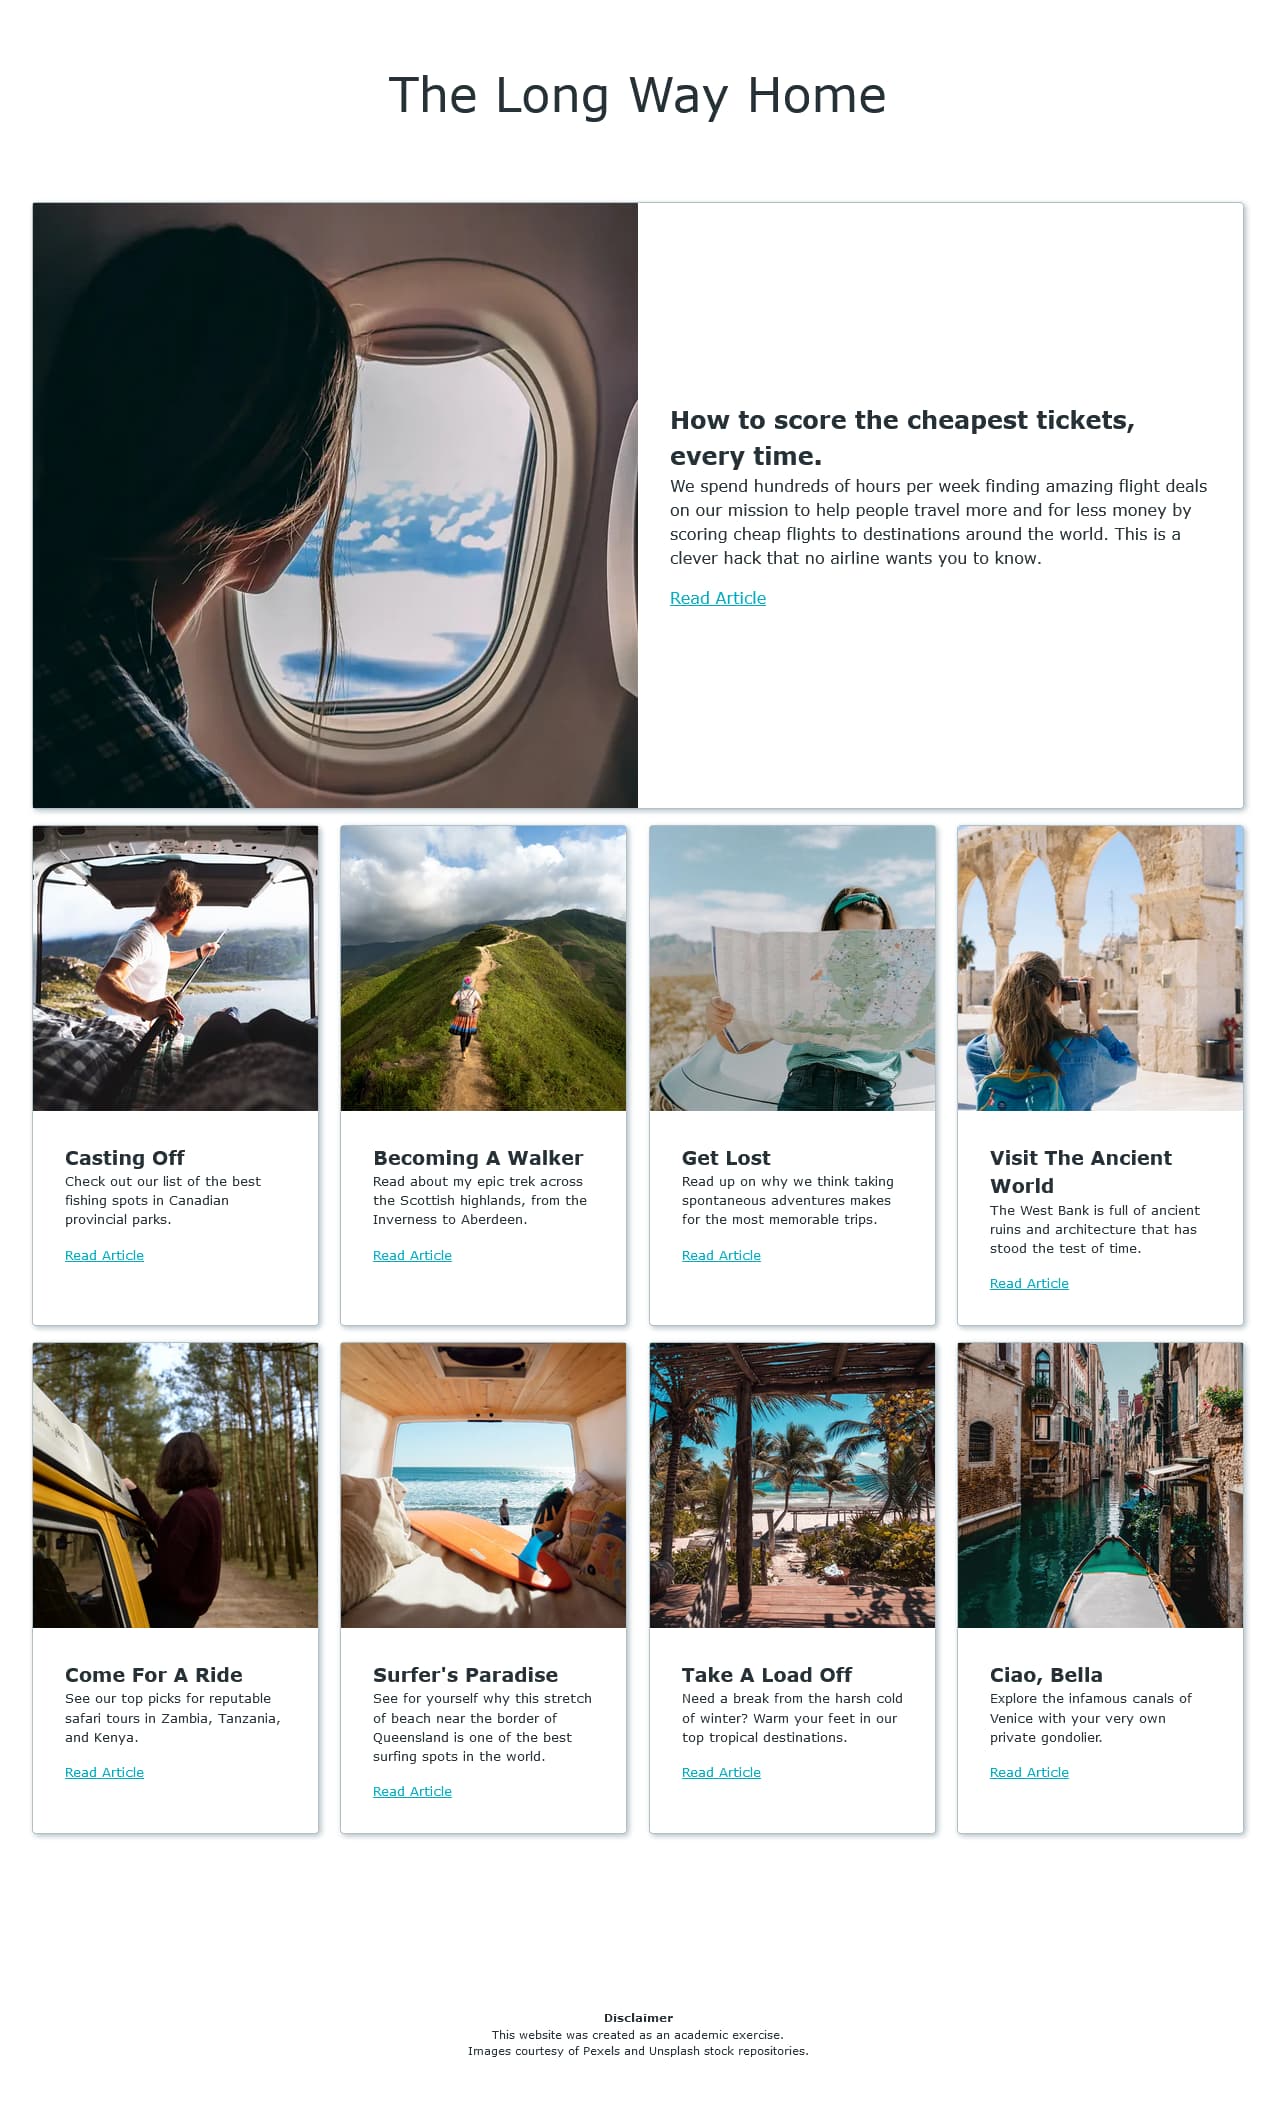 The Long Way Home
How to score the cheapest tickets,
every time.
We spend hundreds of hours per week finding amazing flight deals
on our mission to help people travel more and for less money by
scoring cheap flights to destinations around the world. This is a
clever hack that no airline wants you to know.
Read Article
Casting Off
Check out our list of the best
fishing spots in Canadian
provincial parks.
Read Article
Becoming A Walker
Read about my epic trek across
the Scottish highlands, from the
Inverness to Aberdeen.
Read Article
Get Lost
Read up on why we think taking
spontaneous adventures makes
for the most memorable trips.
Read Article
Visit The Ancient
World
The West Bank is full of ancient
ruins and architecture that has
stood the test of time.
Read Article
Come For A Ride
See our top picks for reputable
safari tours in Zambia, Tanzania,
and Kenya.
Read Article
Surfer's Paradise
See for yourself why this stretch
of beach near the border of
Queensland is one of the best
surfing spots in the world.
Read Article
Take A Load Off
Need a break from the harsh cold
of winter? Warm your feet in our
top tropical destinations.
Read Article
Ciao, Bella
Explore the infamous canals of
Venice with your very own
private gondolier.
Read Article
Disclaimer
This website was created as an academic exercise.
Images courtesy of Pexels and Unsplash stock repositories.